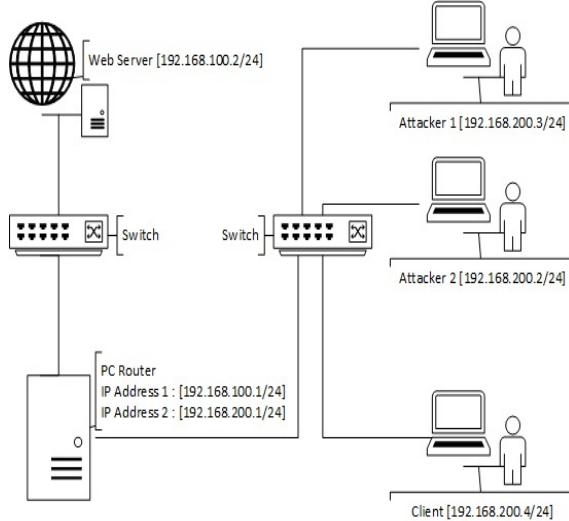 Web Server [192.168.100.2/24]
Attacker 1 [192.168.200.3/24]
Switch
Switch
Attacker 2 [192.168.200.2/24]
PC Router
IP Address 1 : [192.168.100.1/24]
IP Address 2 : [192.168.200.1/24]
Client [192.168.200.4/24]